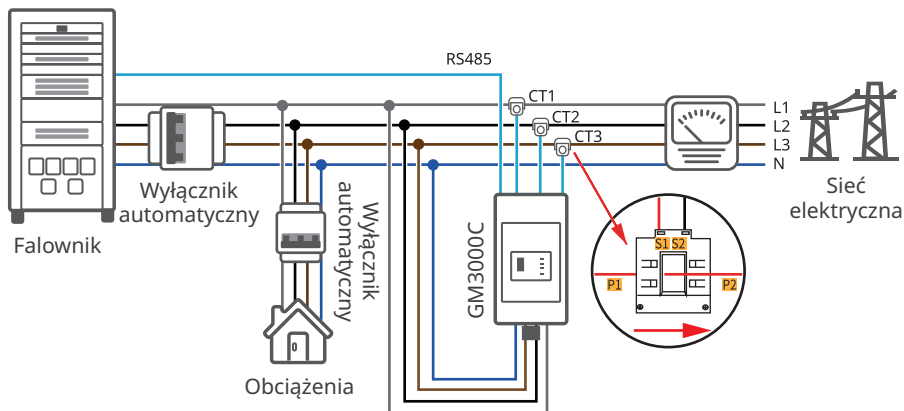 RS485
CT1
CT2
CT3
L1
L2
L3
N
Wyłącznik
automatyczny
Falownik
Wyłącznik
automatyczny
Obciążenia
GM3000C
S1 S2
P1
P2
Sieć
elektryczna